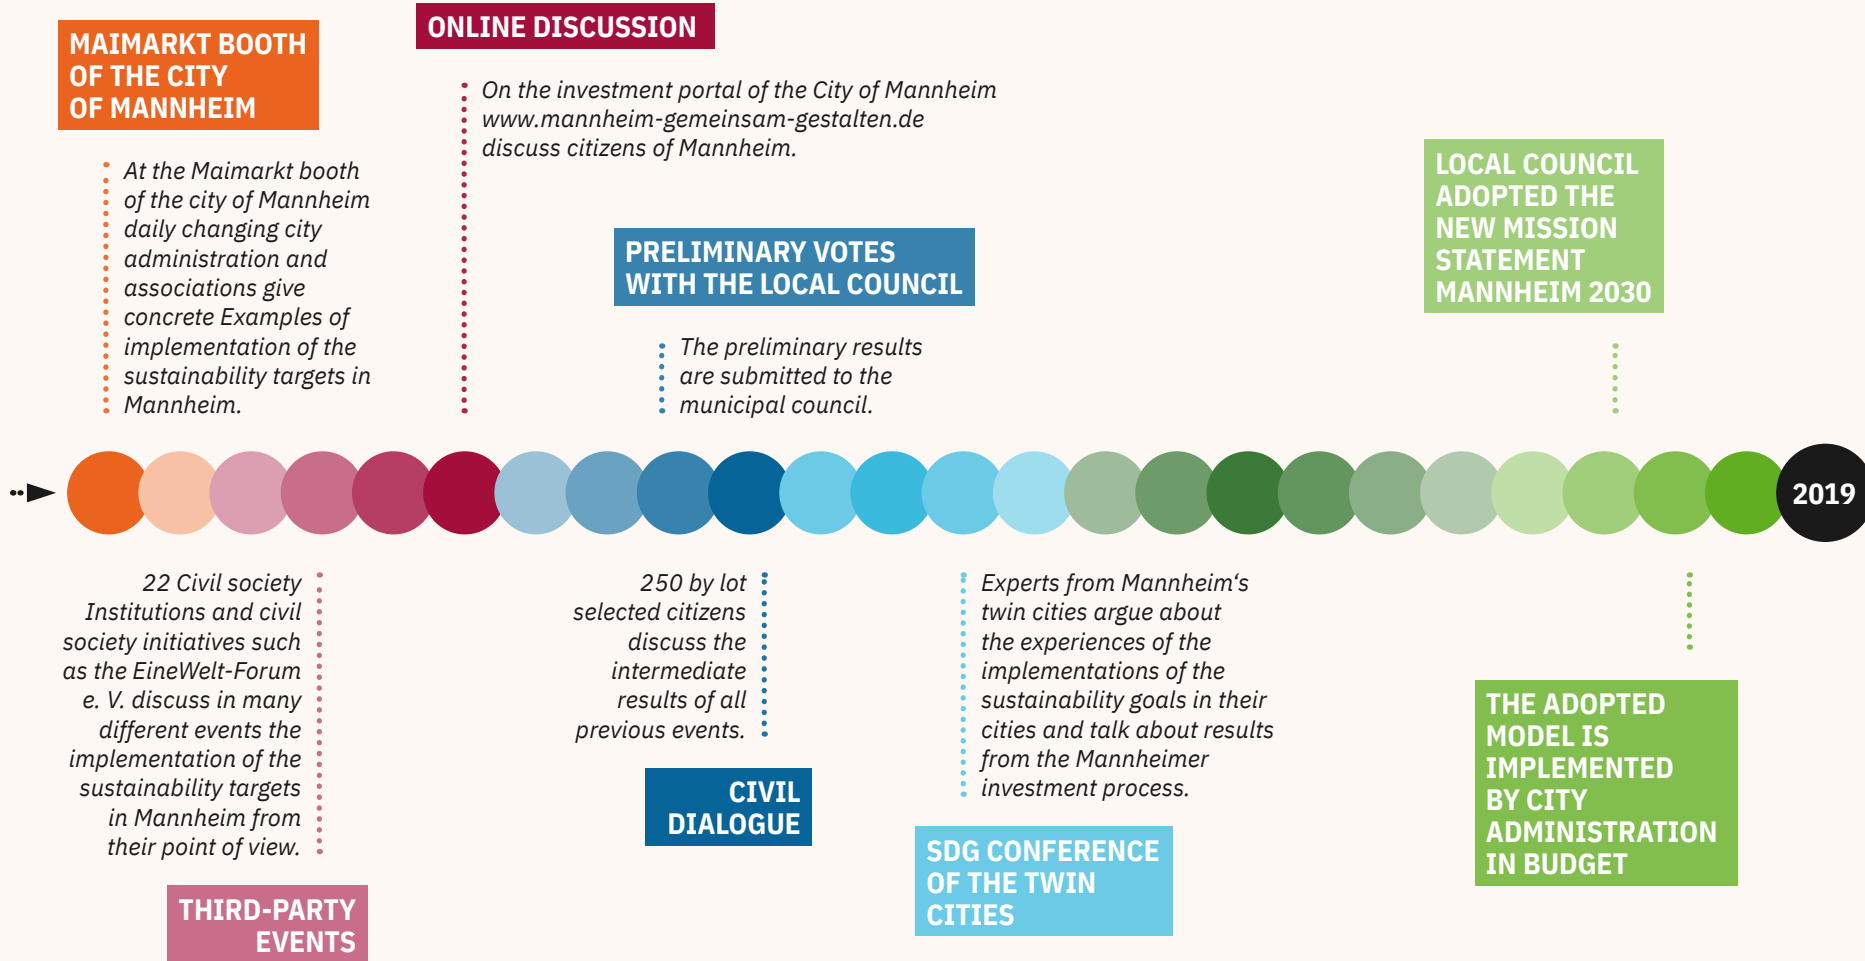 MAIMARKT BOOTH
OF THE CITY
OF MANNHEIM
At the Maimarkt booth
of the city of Mannheim
daily changing city
administration and
associations give
concrete Examples of
implementation of the
sustainability targets in
Mannheim.
ONLINE DISCUSSION
On the investment portal of the City of Mannheim
www.mannheim-gemeinsam-gestalten.de
discuss citizens of Mannheim.
PRELIMINARY VOTES
WITH THE LOCAL COUNCIL
The preliminary results
are submitted to the
municipal council.
LOCAL COUNCIL
ADOPTED THE
NEW MISSION
STATEMENT
MANNHEIM 2030
2019
22 Civil society
Institutions and civil
society initiatives such
as the EineWelt-Forum
e. V. discuss in many
different events the
implementation of the
sustainability targets
in Mannheim from
their point of view.
THIRD-PARTY
EVENTS
250 by lot
selected citizens
discuss the
intermediate
results of all
previous events.
CIVIL
DIALOGUE
Experts from Mannheim‘s
twin cities argue about
the experiences of the
implementations of the
sustainability goals in their
cities and talk about results
from the Mannheimer
investment process.
SDG CONFERENCE
OF THE TWIN
CITIES
THE ADOPTED
MODEL IS
IMPLEMENTED
BY CITY
ADMINISTRATION
IN BUDGET